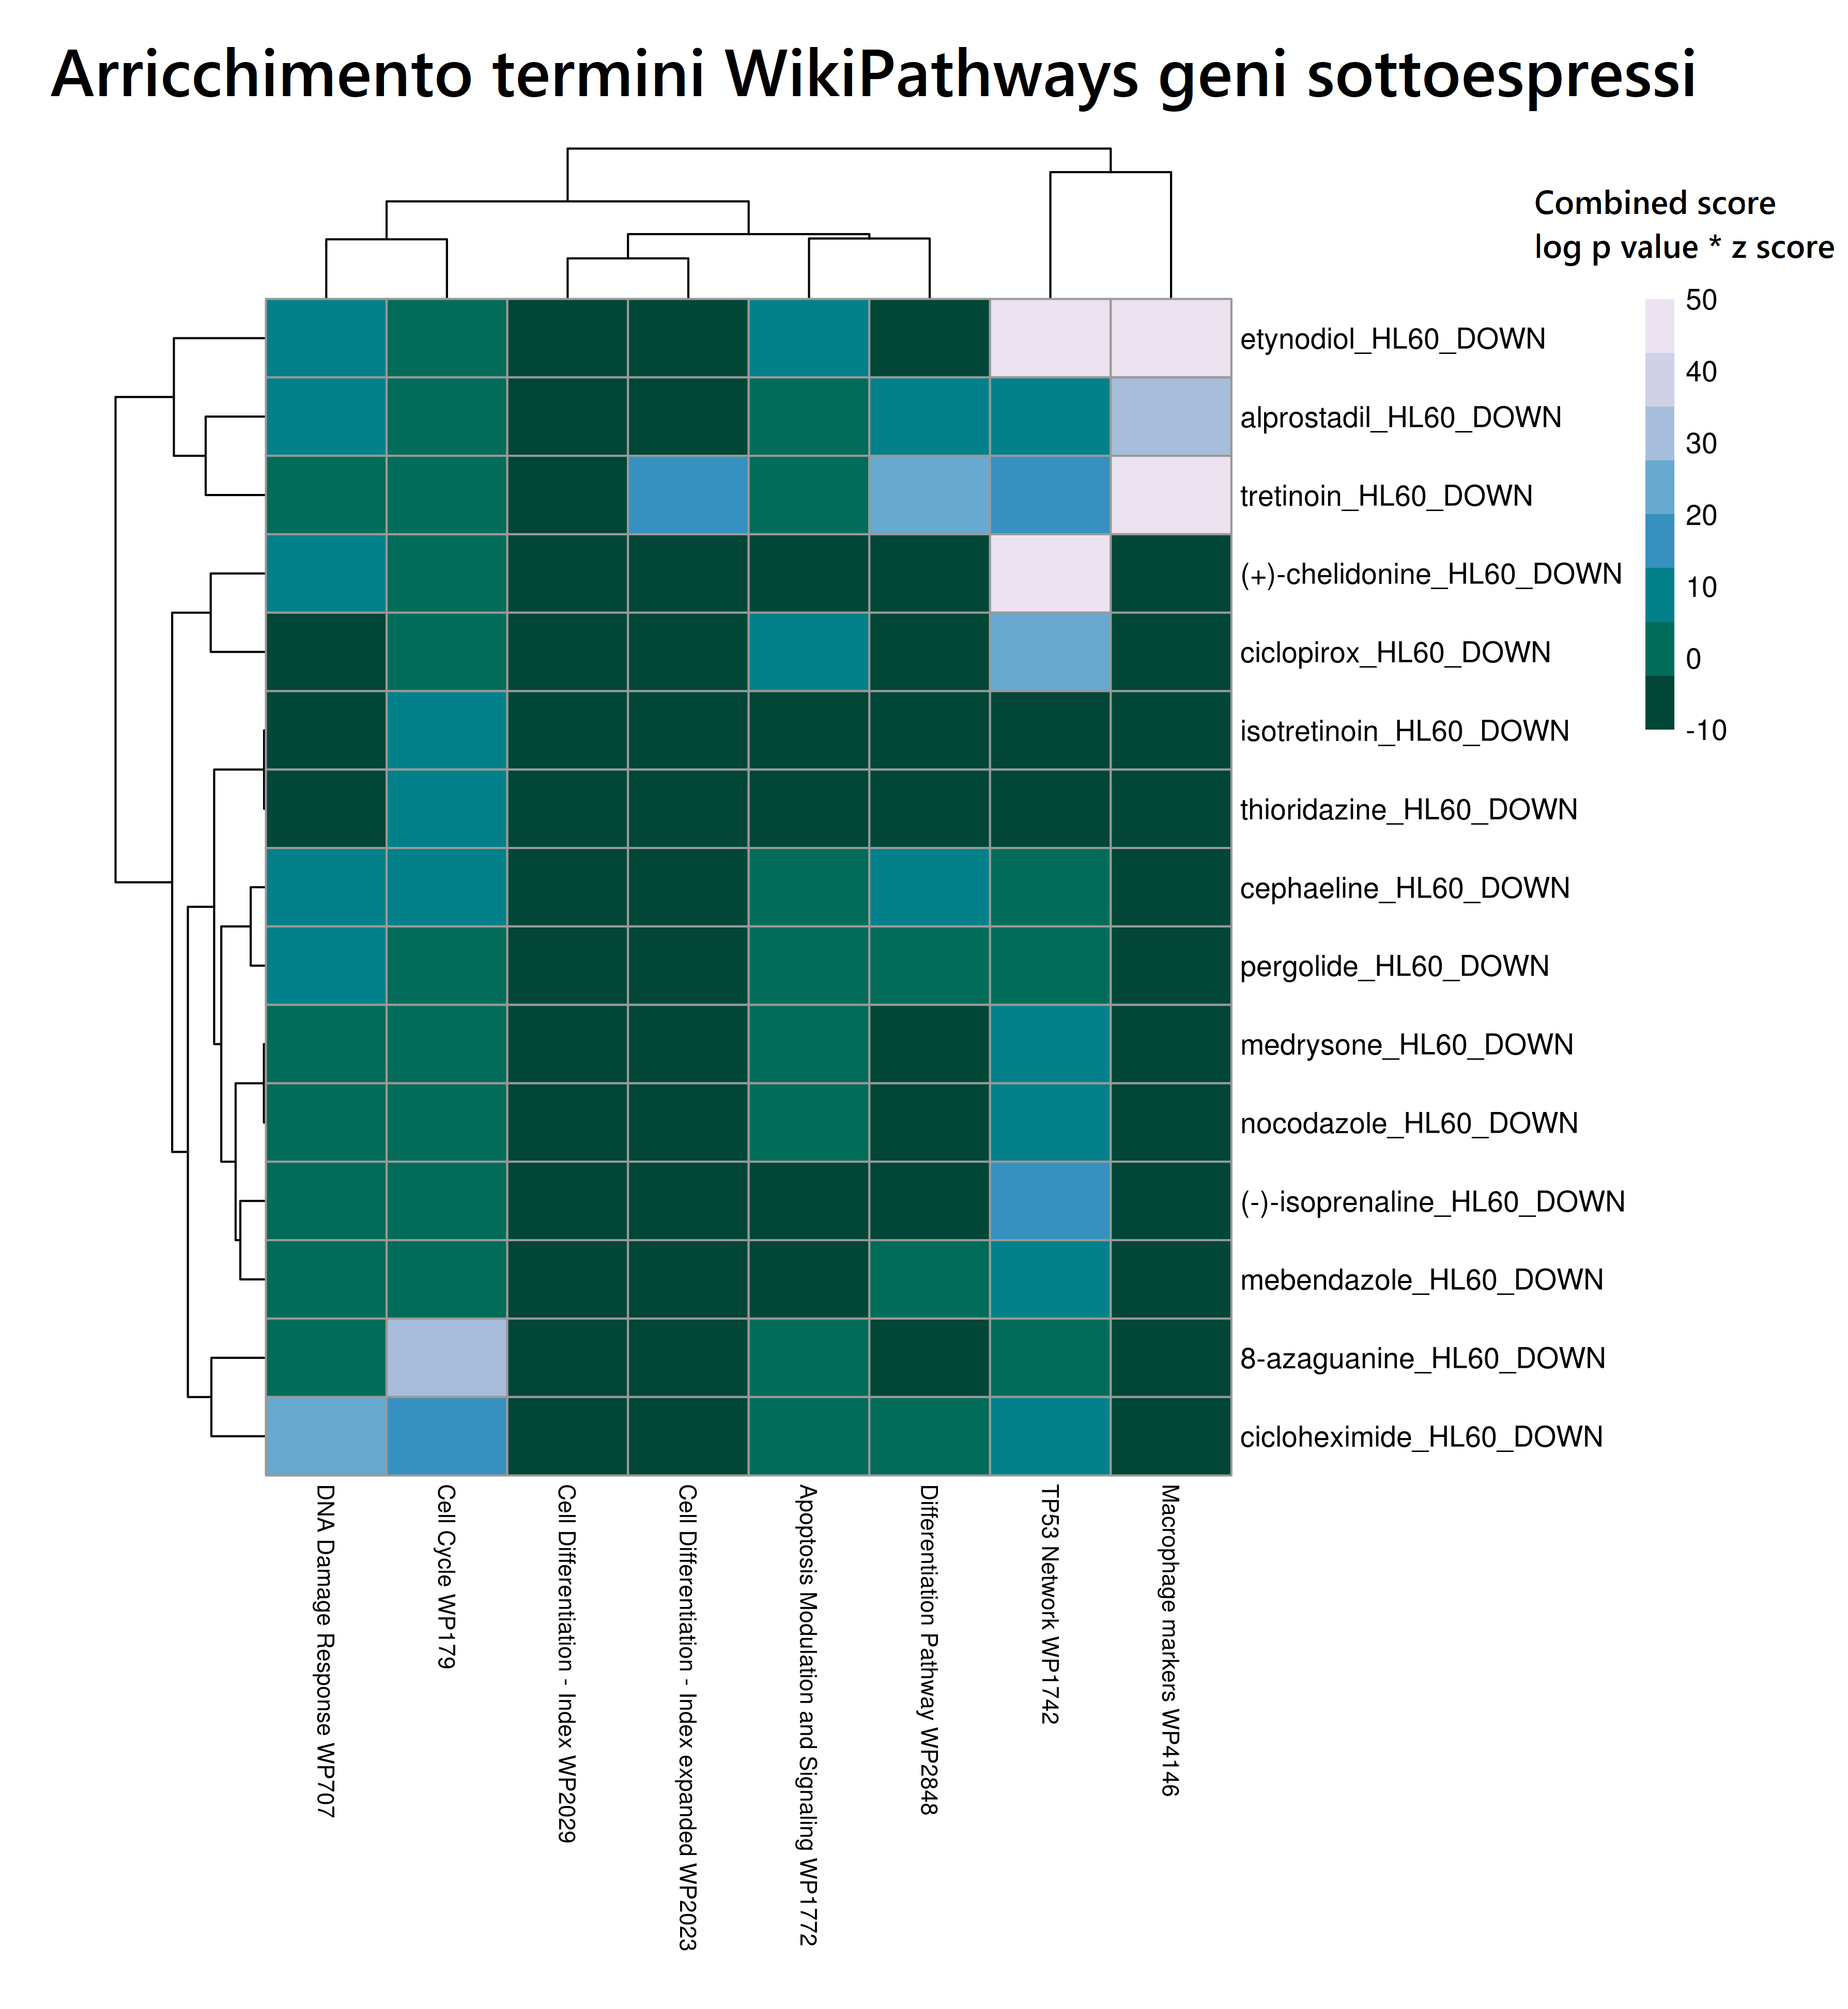 Arricchimento termini WikiPathways geni sottoespressi
Combined score
log p value * z score
50
40
30
20
10
0
-10
etynodiol_HL60_DOWN
alprostadil_HL60_DOWN
tretinoin_HL60_DOWN
(+)-chelidonine_HL60_DOWN
ciclopirox_HL60_DOWN
isotretinoin_HL60_DOWN
thioridazine_HL60_DOWN
cephaeline_HL60_DOWN
pergolide_HL60_DOWN
medrysone_HL60_DOWN
nocodazole_HL60_DOWN
(-)-isoprenaline_HL60_DOWN
mebendazole_HL60_DOWN
8-azaguanine_HL60_DOWN
cicloheximide_HL60_DOWN
DNA Damage Response WP707
Cell Cycle WP179
Cell Differentiation - Index WP2029
Cell Differentiation - Index expanded WP2023
Apoptosis Modulation and Signaling WP1772
Differentiation Pathway WP2848
TP53 Network WP1742
Macrophage markers WP4146